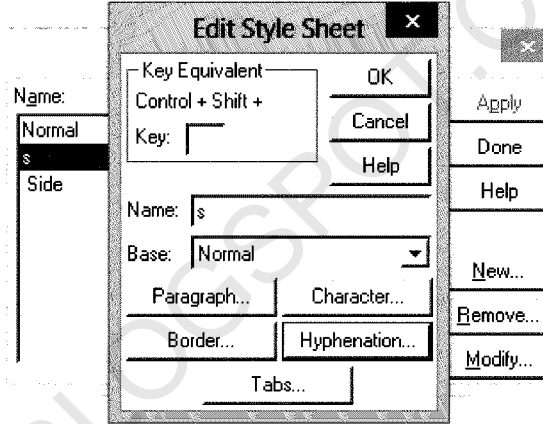 Edit Style Sheet
Key Equivalent
Control + Shift +
Key:
OK
Cancel
Help
Name: s
Base: Normal
Paragraph...
Character...
Border...
Hyphenation...
Tabs...
Name:
Normal
s
Side
Apply
Done
Help
New...
Remove...
Modify...